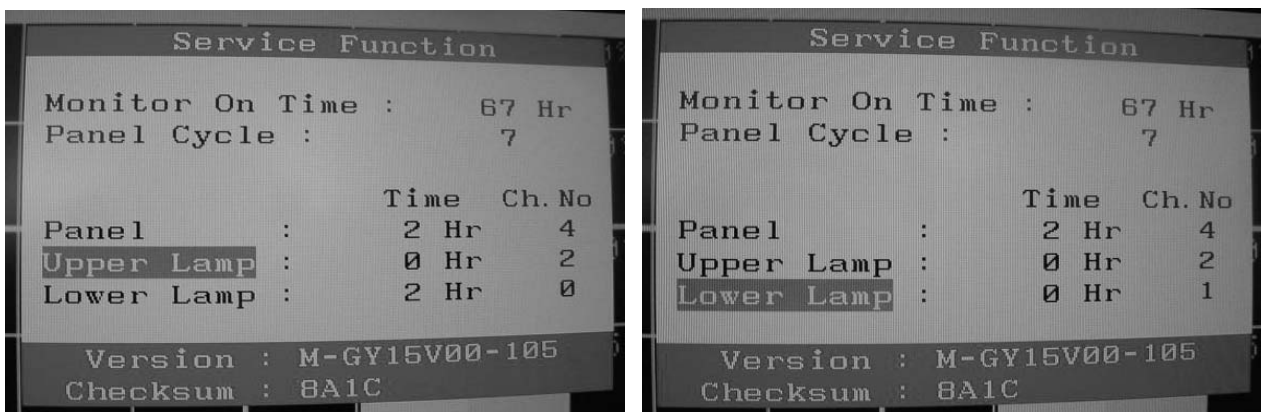 Service Function
Monitor On Time : 67 Hr
Panel Cycle : 7
Time Ch. No
Panel : 2 Hr 4
Upper Lamp : 0 Hr 2
Lower Lamp : 2 Hr 0
Version : M-GY15V00-105
Checksum : 8A1C
Service Function
Monitor On Time : 67 Hr
Panel Cycle : 7
Time Ch. No
Panel : 2 Hr 4
Upper Lamp : 0 Hr 2
Lower Lamp : 0 Hr 1
Version : M-GY15V00-105
Checksum : 8A1C